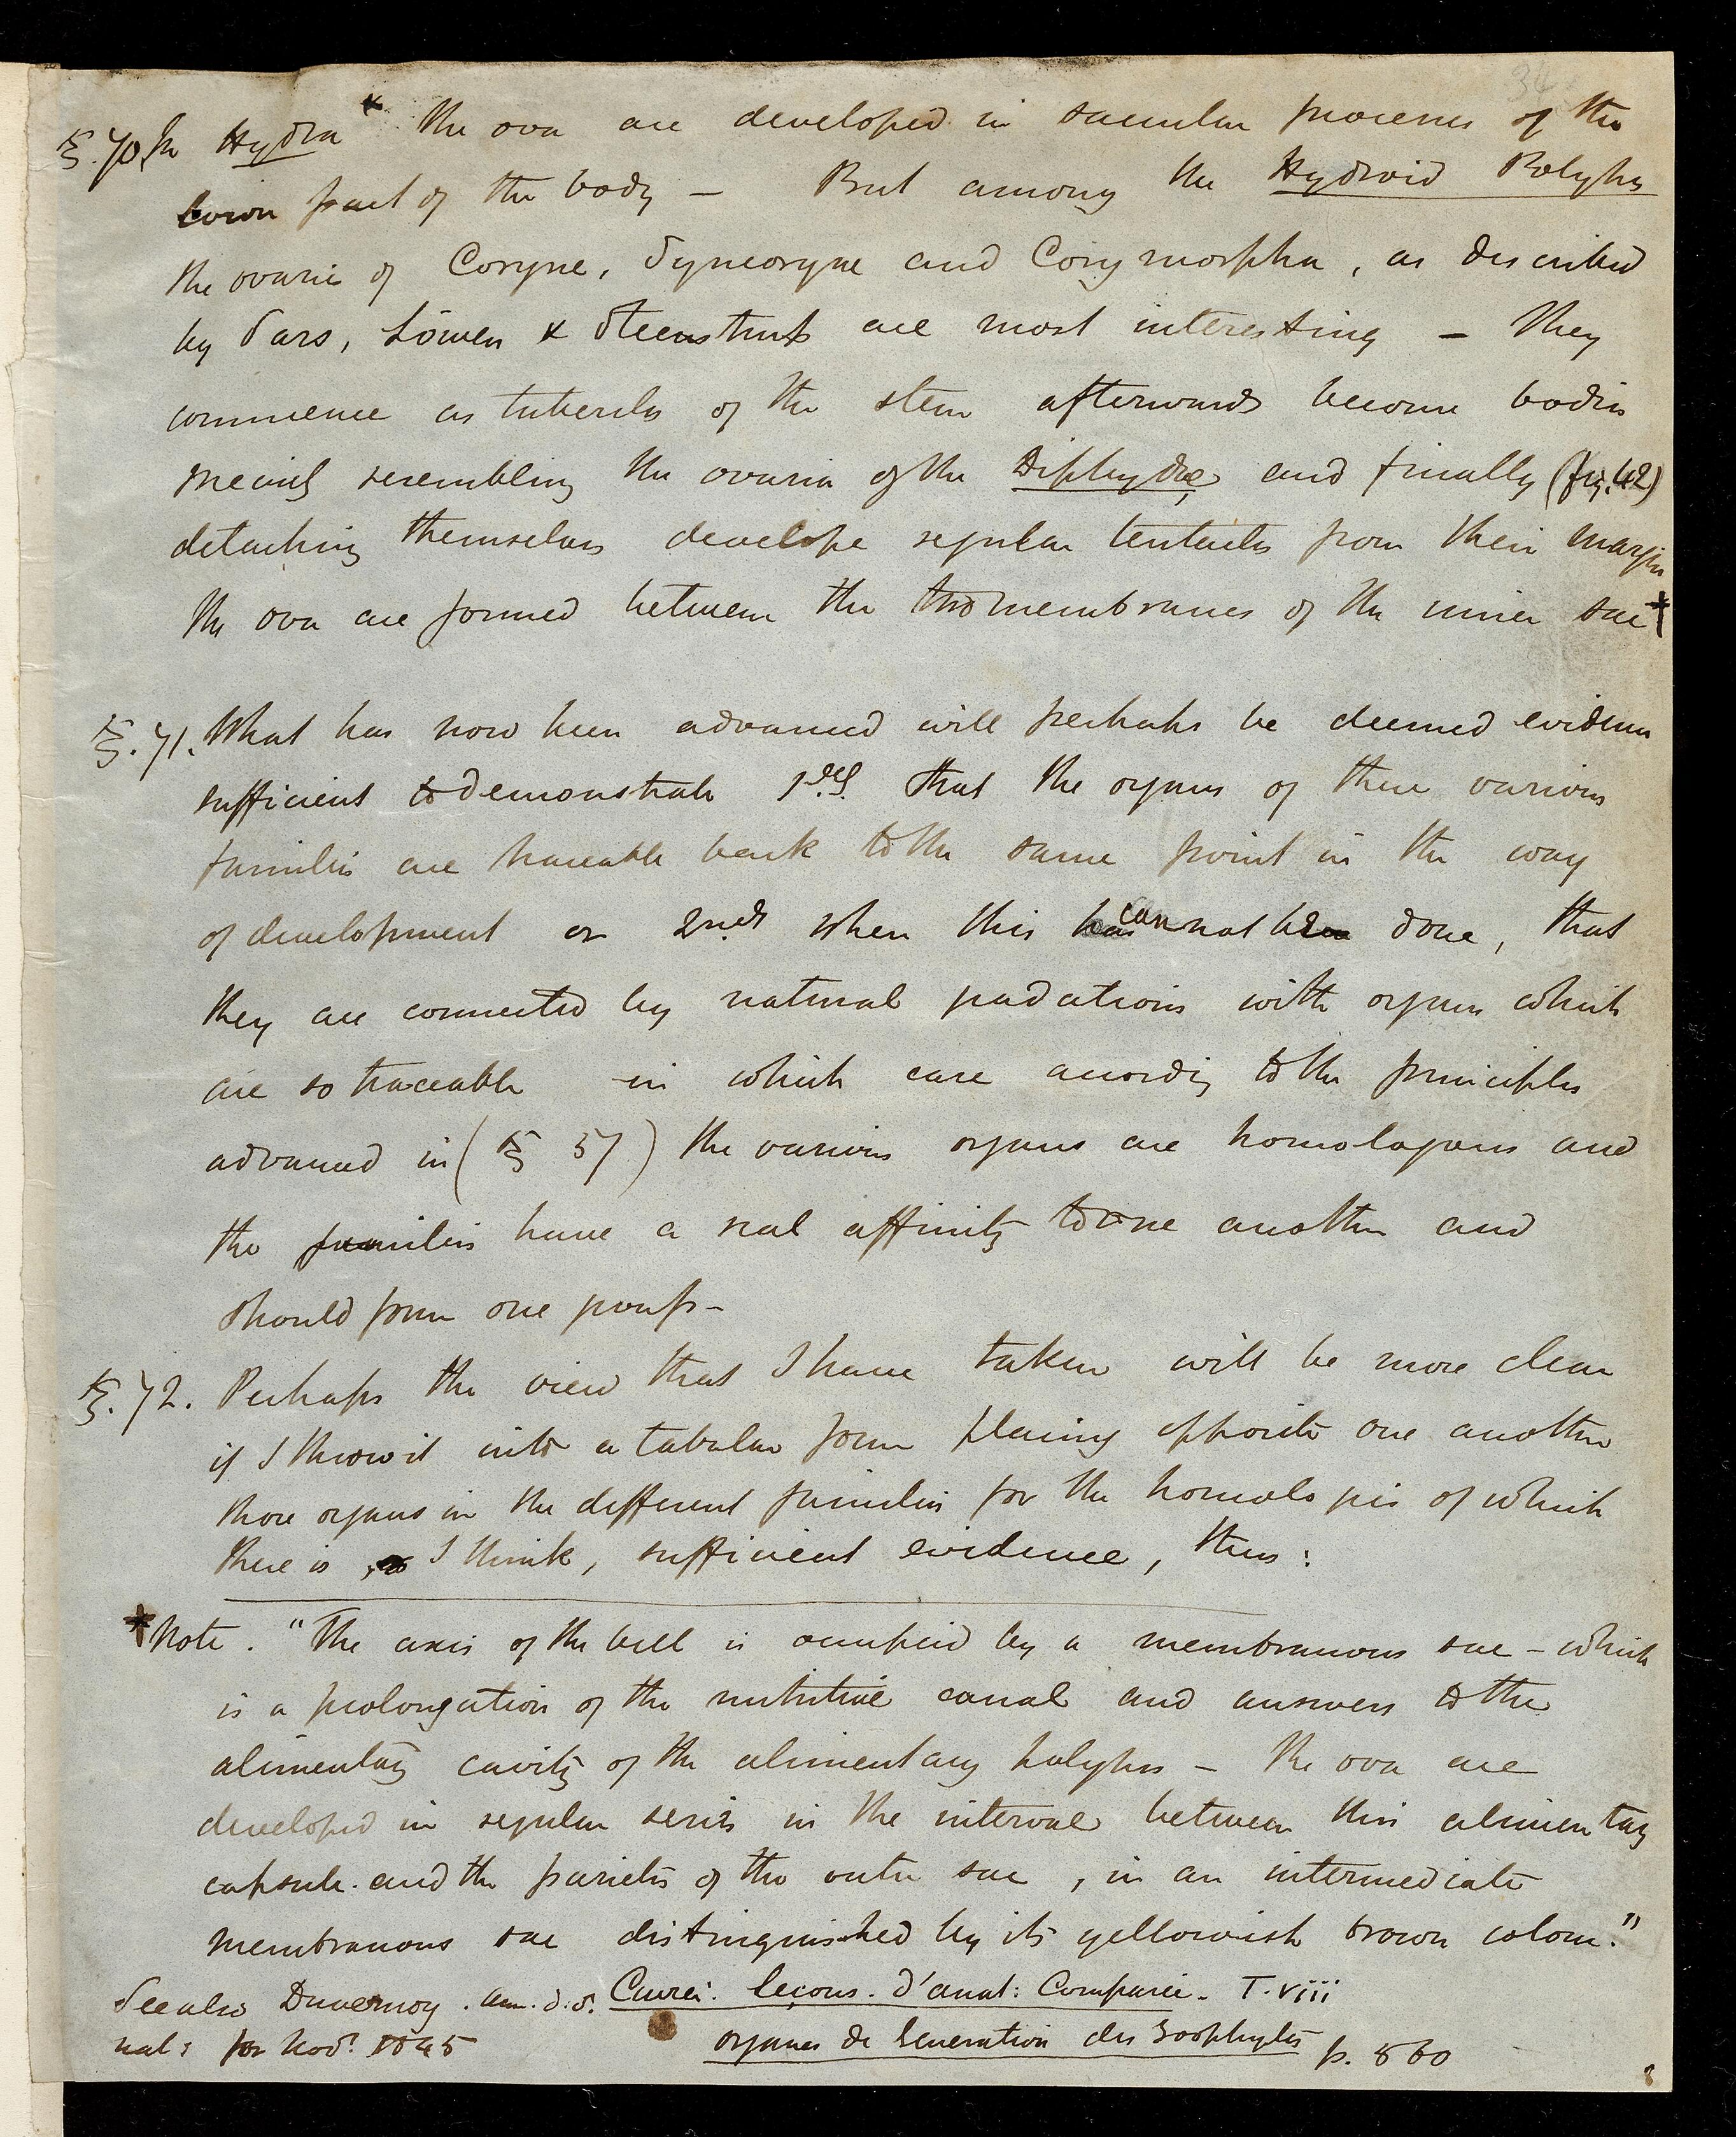 34
§. 70. In Hydra * the ova are developed in saccular processes of the
lower part of the body – But among the Hydroid Polyps
the ovaria of Coryne, Syncoryne and Corymorpha, as described
by Sars, Löwen & Steenstrup are most interesting – They
commence as tubercles of the stem afterwards become bodies
precisely resembling the ovaria of the Diphydae, and finally (fig. 42)
detaching themselves develope regular tentacles from their margin
The ova are formed between the two membranes of the inner sac †
§. 71. What has now been advanced will perhaps be deemed evidence
sufficient to demonstrate 1st. that the organs of these various
families are traceable back to the same point in the way
of development or 2nd. when this has can not been done, that
they are connected by natural gradations with organs which
are so traceable in which case according to the principles
advanced in (§ 57) the various organs are homologous and
the families have a real affinity to one another and
should form one group –
§. 72. Perhaps the view that I have taken will be more clear
if I throw it into a tabular form placing opposite one another
those organs in the different families for the homologies of which
there is, I think, sufficient evidence, thus:
† Note. "The axis of the bell is occupied by a membranous sac – which
is a prolongation of the nutritive canal and answers to the
alimentary cavity of the alimentary polyps – The ova are
developed in regular series in the interval between this alimentary
capsule and the parietes of the outer sac, in an intermediate
membranous sac distinguished by its yellowish brown colour."
See also Duvernoy. Ann. d. S. Cuvier. leçons. d'anat: Comparée. T. viii
nat: for Nov. 1845 organes de Generation des Zoophytes p. 860